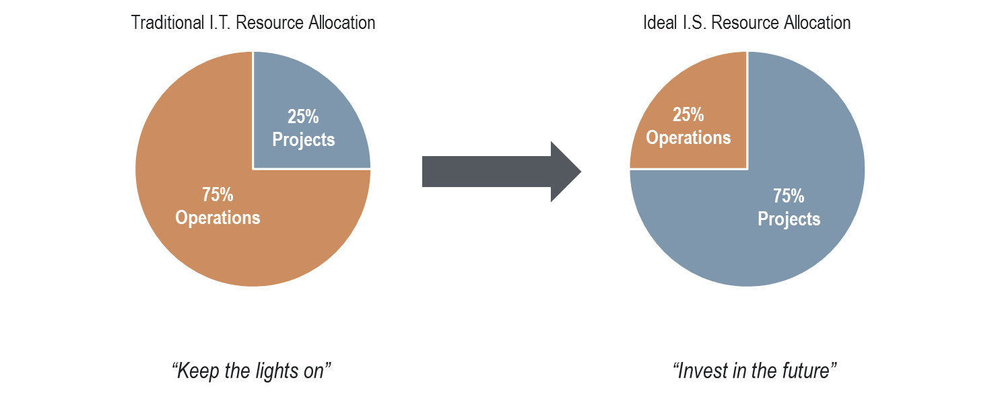 Traditional I.T. Resource Allocation
Ideal I.S. Resource Allocation
25%
Projects
75%
Operations
25%
Operations
75%
Projects
“Keep the lights on”
“Invest in the future”